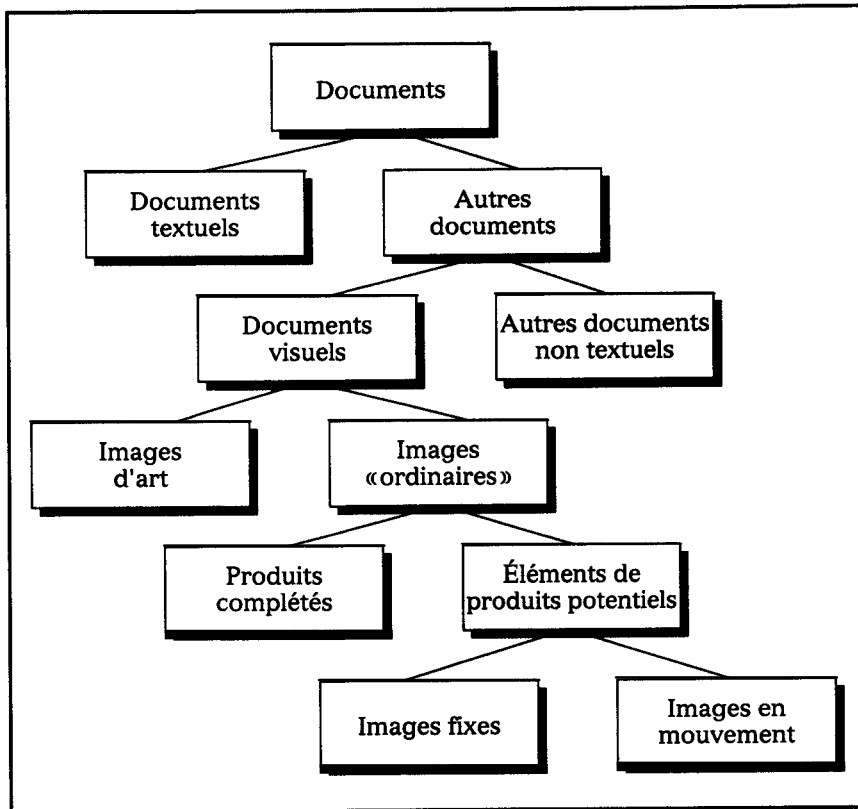 Documents
Documents
textuels
Autres
documents
Documents
visuels
Autres documents
non textuels
Images
d'art
Images
«ordinaires»
Produits
complétés
Éléments de
produits potentiels
Images fixes
Images en
mouvement